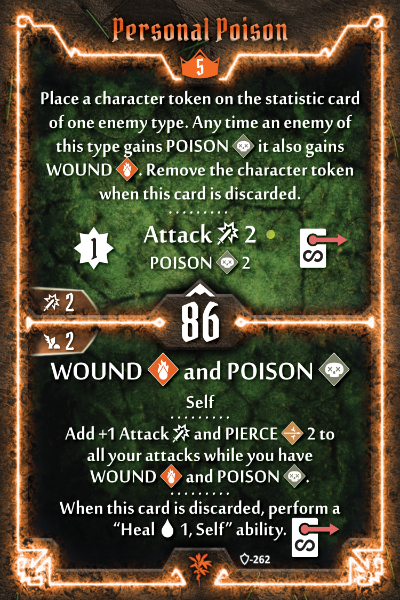 Personal Poison
5
Place a character token on the statistic card
of one enemy type. Any time an enemy of
this type gains POISON it also gains
WOUND . Remove the character token
when this card is discarded.
1
Attack 2
POISON 2
2
86
2
WOUND and POISON
Self
Add +1 Attack and PIERCE 2 to
all your attacks while you have
WOUND and POISON .
When this card is discarded, perform a
“Heal 1, Self” ability.
-262